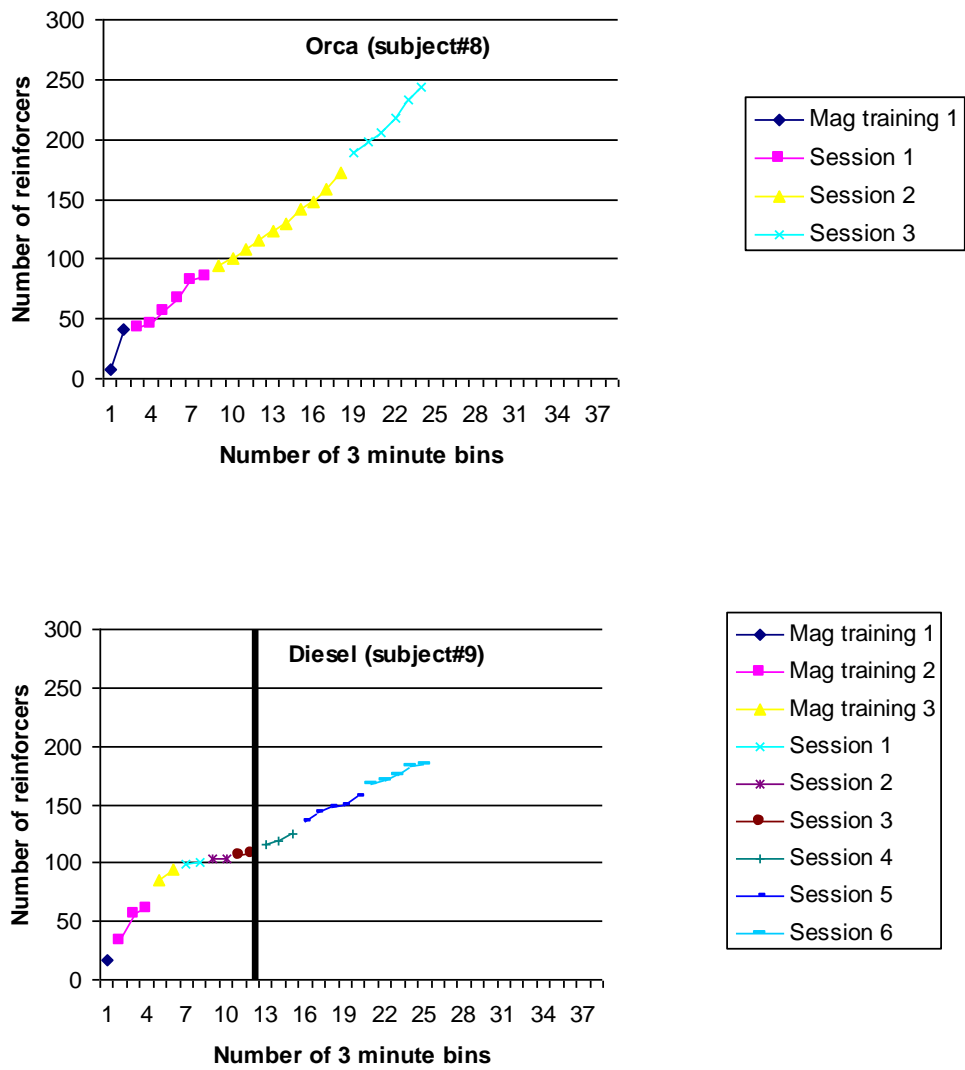 Orca (subject#8)
Number of reinforcers
300
250
200
150
100
50
0
1 4 7 10 13 16 19 22 25 28 31 34 37
Number of 3 minute bins
Mag training 1
Session 1
Session 2
Session 3
Diesel (subject#9)
Number of reinforcers
300
250
200
150
100
50
0
1 4 7 10 13 16 19 22 25 28 31 34 37
Number of 3 minute bins
Mag training 1
Mag training 2
Mag training 3
Session 1
Session 2
Session 3
Session 4
Session 5
Session 6